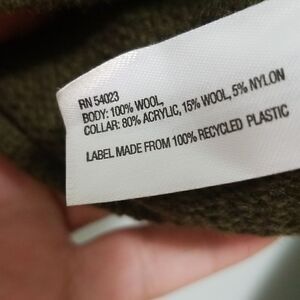 RN 54023
BODY: 100% WOOL,
COLLAR: 80% ACRYLIC, 15% WOOL, 5% NYLON
LABEL MADE FROM 100% RECYCLED PLASTIC